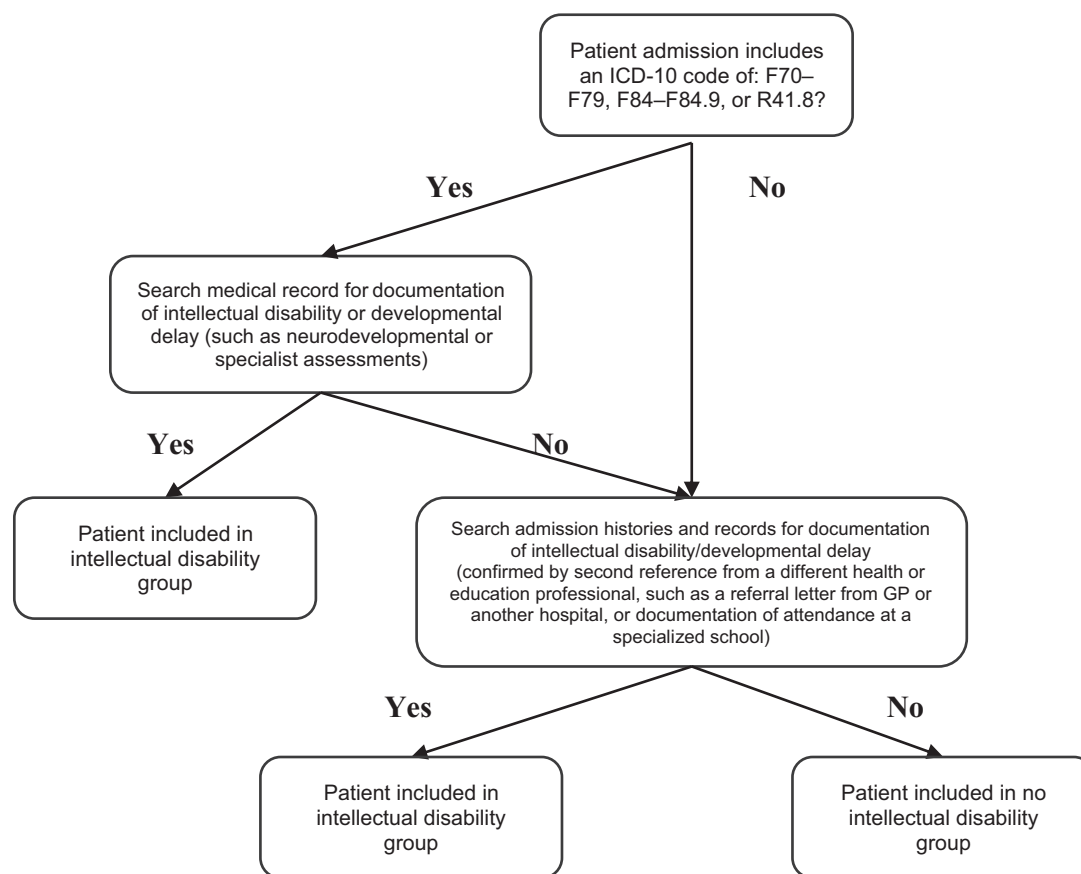 Patient admission includes
an ICD-10 code of: F70–
F79, F84–F84.9, or R41.8?
Yes
No
Search medical record for documentation
of intellectual disability or developmental
delay (such as neurodevelopmental or
specialist assessments)
Yes
No
Patient included in
intellectual disability
group
Search admission histories and records for documentation
of intellectual disability/developmental delay
(confirmed by second reference from a different health or
education professional, such as a referral letter from GP or
another hospital, or documentation of attendance at a
specialized school)
Yes
No
Patient included in
intellectual disability
group
Patient included in no
intellectual disability
group